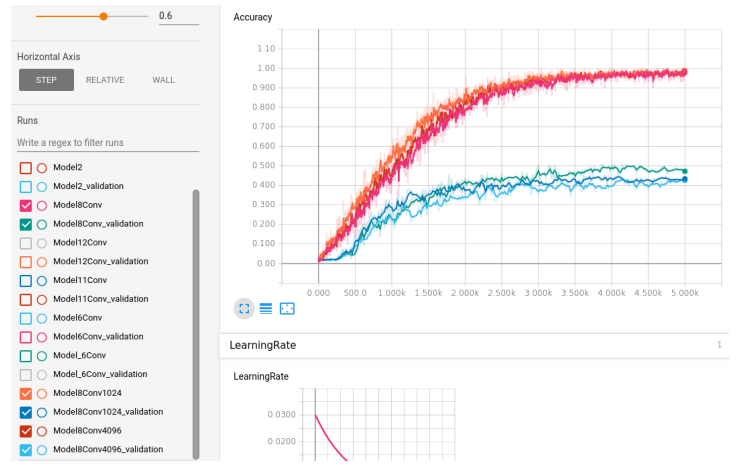 0.6
Horizontal Axis
STEP RELATIVE WALL
Runs
Write a regex to filter runs
Model2
Model2_validation
Model8Conv
Model8Conv_validation
Model12Conv
Model12Conv_validation
Model11Conv
Model11Conv_validation
Model6Conv
Model6Conv_validation
Model_6Conv
Model_6Conv_validation
Model8Conv1024
Model8Conv1024_validation
Model8Conv4096
Model8Conv4096_validation
Accuracy
1.10
1.00
0.900
0.800
0.700
0.600
0.500
0.400
0.300
0.200
0.100
0.00
0.000 500.0 1.000k 1.500k 2.000k 2.500k 3.000k 3.500k 4.000k 4.500k 5.000k
LearningRate 1
LearningRate
0.0300
0.0200